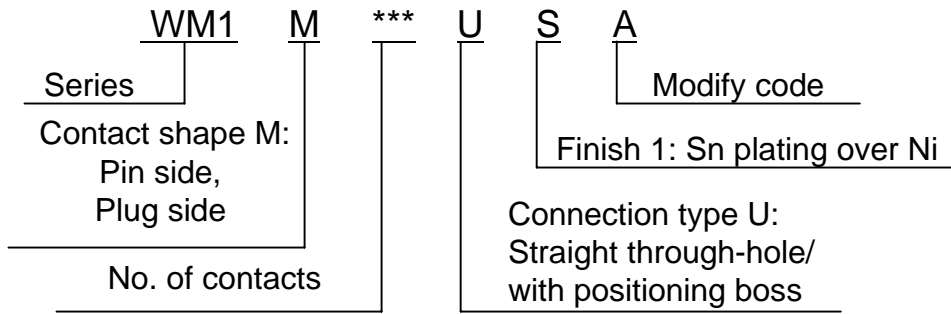 WM1 M *** U S A
Series
Modify code
Contact shape M:
Pin side,
Plug side
Finish 1: Sn plating over Ni
Connection type U:
Straight through-hole/
with positioning boss
No. of contacts